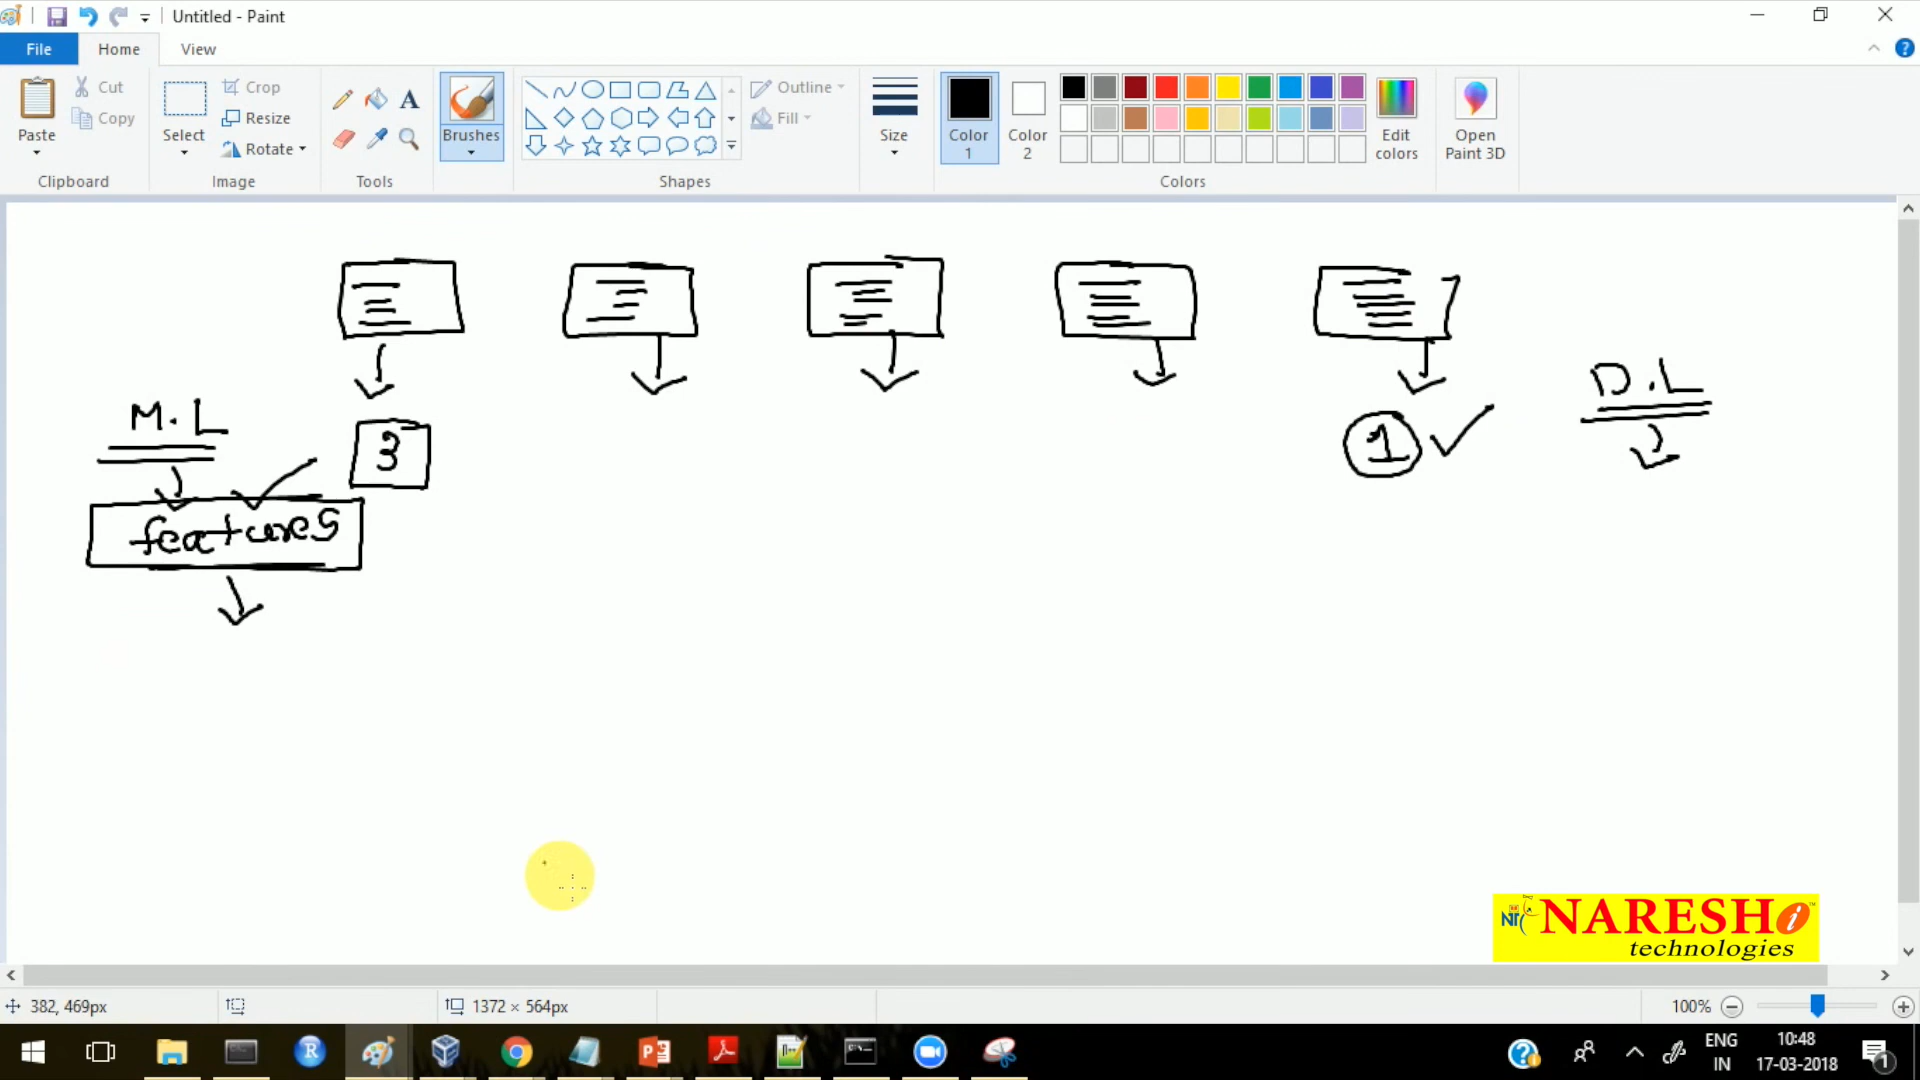 Untitled - Paint
File Home View
Paste
Cut
Copy
Clipboard
Select
Crop
Resize
Rotate
Image
A
Tools
Brushes
Outline
Fill
Shapes
Size
Color 1
Color 2
Edit colors
Open Paint 3D
Colors
M.L
D.L
3
1
features
NARESH i
technologies
382, 469px
1372 × 564px
100%
ENG
IN
10:48
17-03-2018
1